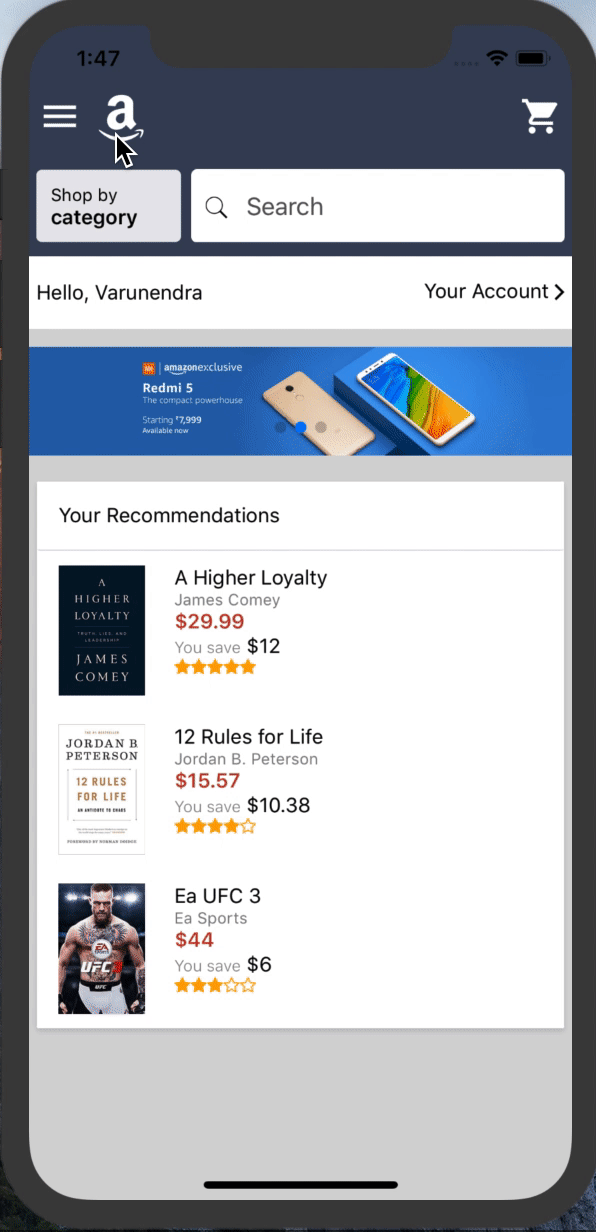 1:47
a
Shop by
category
Search
Hello, Varunendra
Your Account
mi | amazonexclusive
Redmi 5
The compact powerhouse
Starting ₹7,999
Available now
Your Recommendations
A
HIGHER
LOYALTY
TRUTH, LIES, AND
LEADERSHIP
JAMES
COMEY
A Higher Loyalty
James Comey
$29.99
You save $12
JORDAN B
PETERSON
12 RULES
FOR LIFE
AN ANTIDOTE TO CHAOS
FOREWORD BY NORMAN DOIDGE
12 Rules for Life
Jordan B. Peterson
$15.57
You save $10.38
EA
SPORTS
UFC 3
UFC
Ea UFC 3
Ea Sports
$44
You save $6